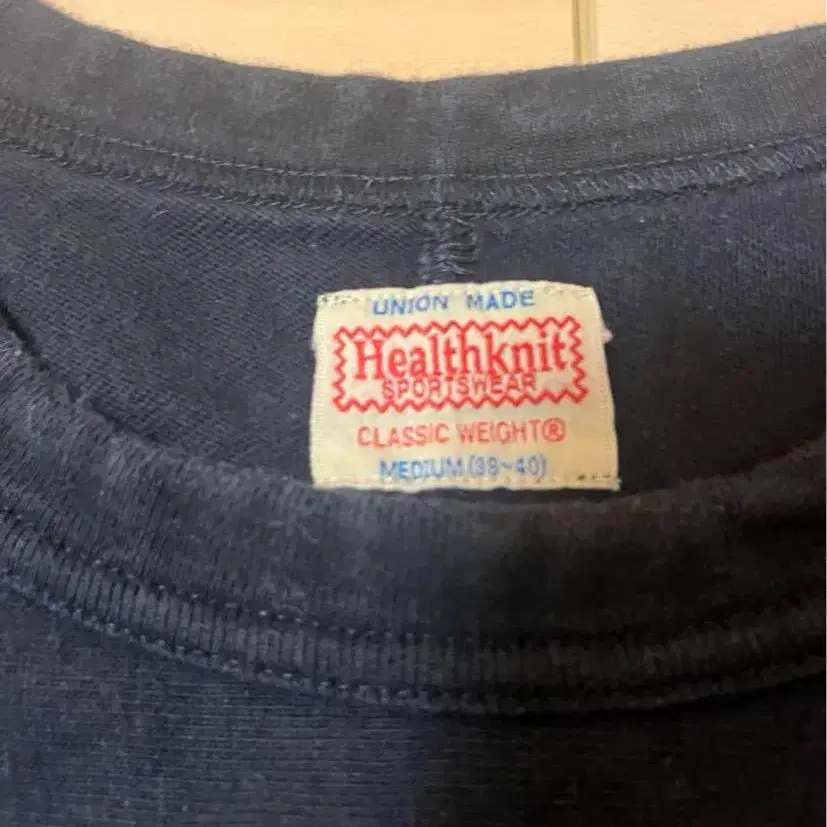 UNION MADE
Healthknit
SPORTSWEAR
CLASSIC WEIGHT®
MEDIUM (38~40)